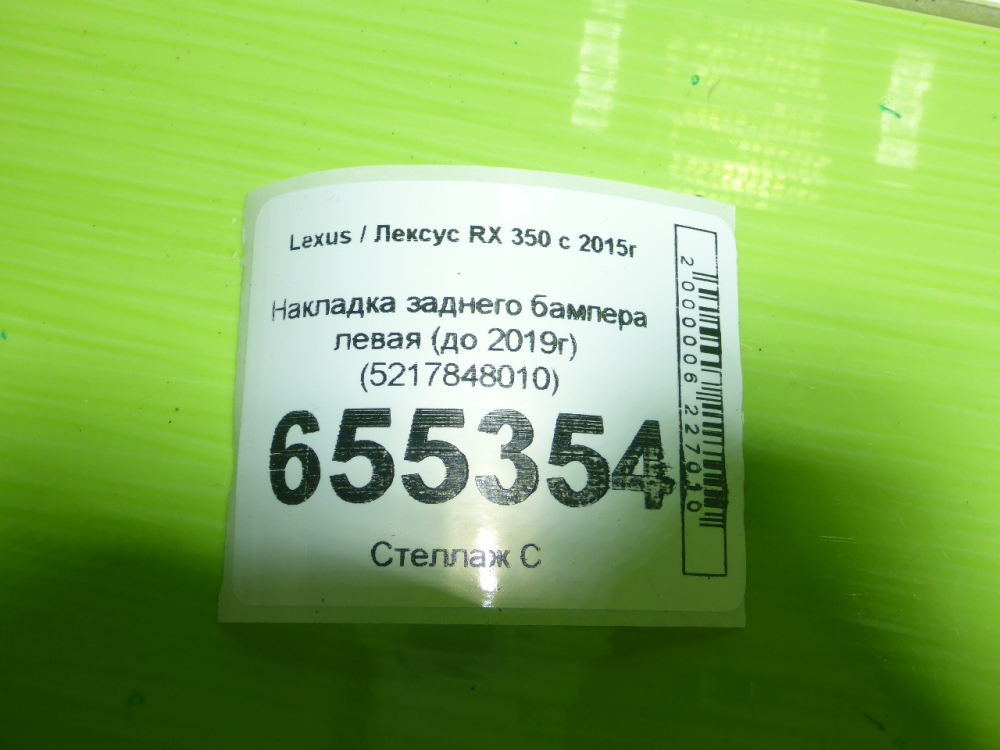 Lexus / Лексус RX 350 с 2015г
Накладка заднего бампера
левая (до 2019г)
(5217848010)
655354
Стеллаж С
2000006227010